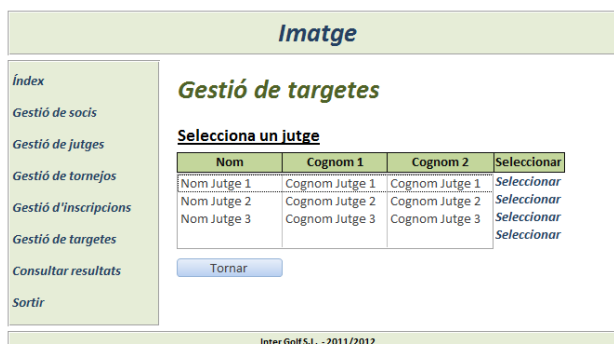 Imatge
Índex
Gestió de socis
Gestió de jutges
Gestió de tornejos
Gestió d'inscripcions
Gestió de targetes
Consultar resultats
Sortir
Gestió de targetes
Selecciona un jutge
Nom Cognom 1 Cognom 2 Seleccionar
Nom Jutge 1 Cognom Jutge 1 Cognom Jutge 1 Seleccionar
Nom Jutge 2 Cognom Jutge 2 Cognom Jutge 2 Seleccionar
Nom Jutge 3 Cognom Jutge 3 Cognom Jutge 3 Seleccionar
Seleccionar
Tornar
Inter Golf S.L. - 2011/2012